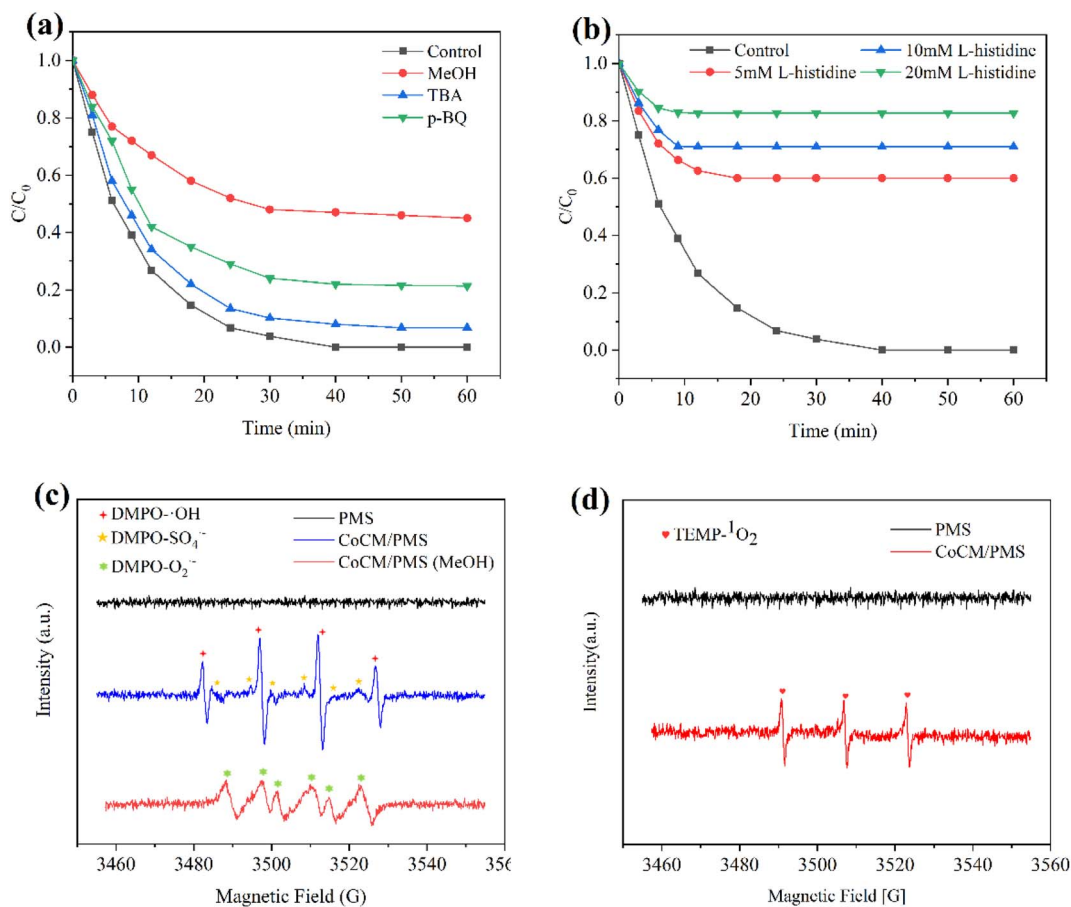 (a)
Control
MeOH
TBA
p-BQ
1.0
0.8
0.6
0.4
0.2
0.0
C/C₀
0 10 20 30 40 50 60
Time (min)
(b)
Control
5mM L-histidine
10mM L-histidine
20mM L-histidine
1.0
0.8
0.6
0.4
0.2
0.0
C/C₀
0 10 20 30 40 50 60
Time (min)
(c)
DMPO-·OH
DMPO-SO₄·⁻
DMPO-O₂·⁻
PMS
CoCM/PMS
CoCM/PMS (MeOH)
Intensity (a.u.)
3460 3480 3500 3520 3540 356
Magnetic Field (G)
(d)
TEMP-¹O₂
PMS
CoCM/PMS
Intensity(a.u.)
3460 3480 3500 3520 3540 3560
Magnetic Field [G]